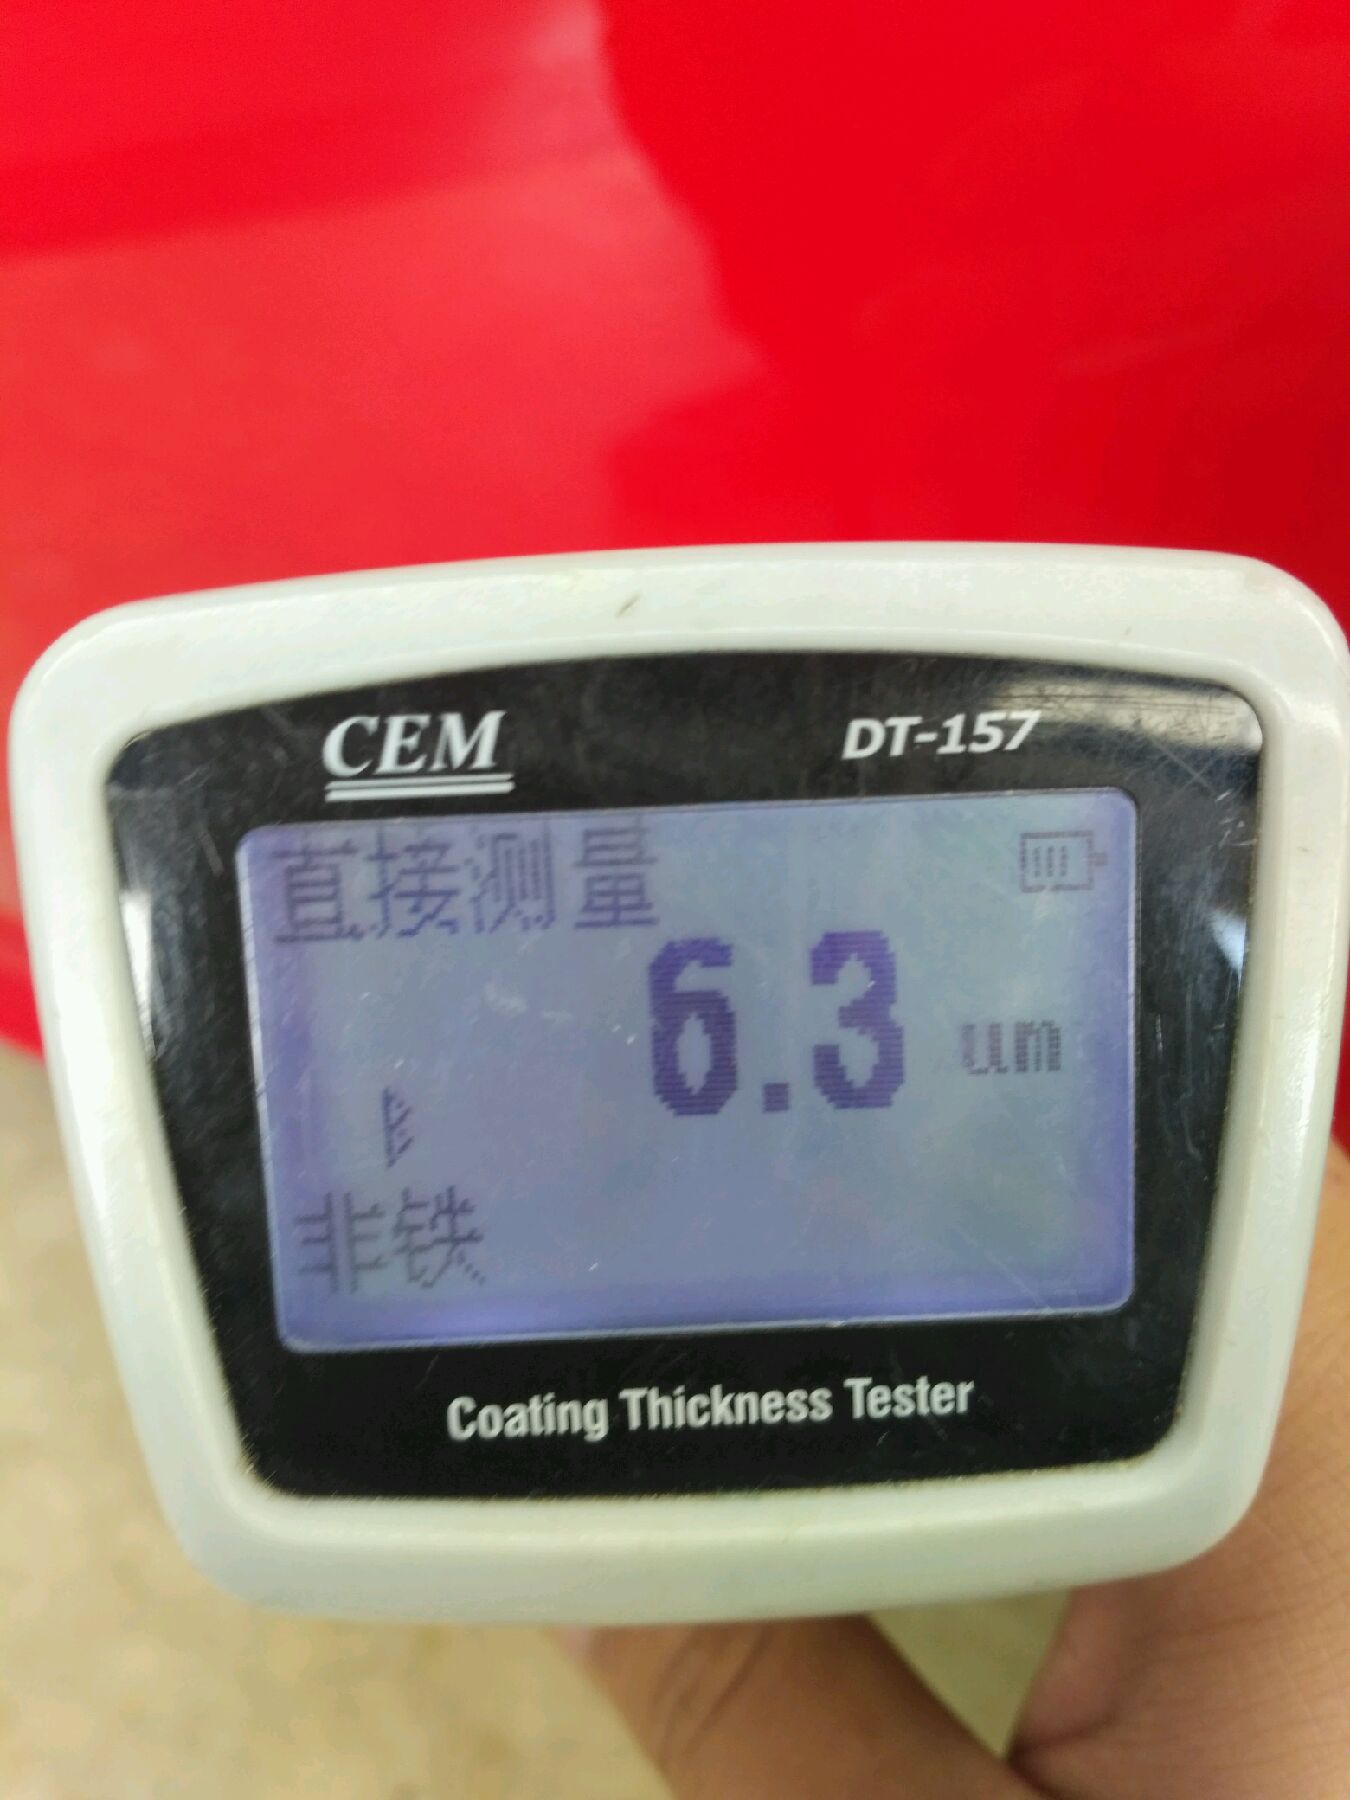 CEM DT-157
直接测量
6.3 um
非铁
Coating Thickness Tester